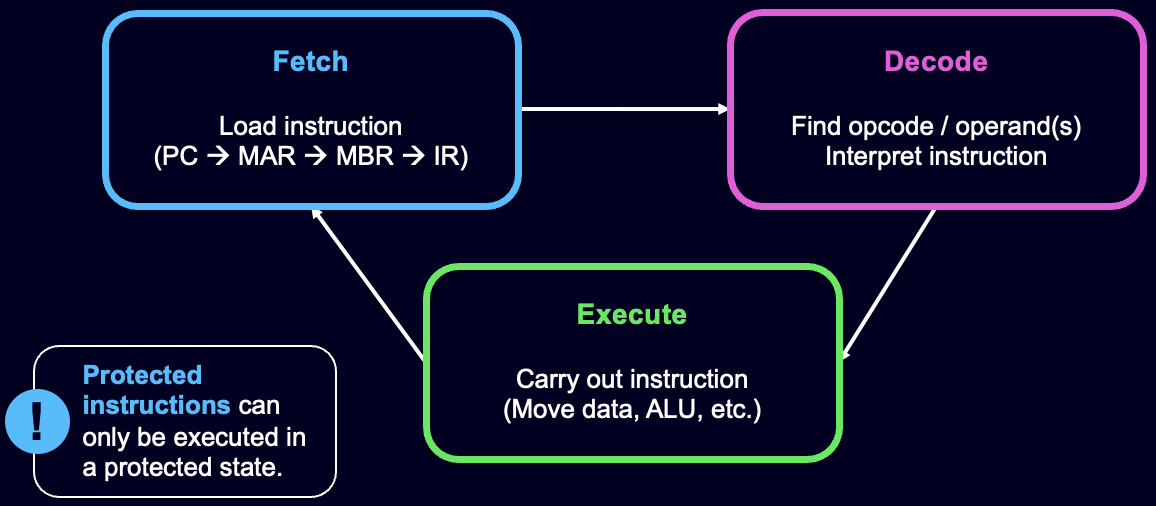 Fetch
Load instruction
(PC → MAR → MBR → IR)
Decode
Find opcode / operand(s)
Interpret instruction
Execute
Carry out instruction
(Move data, ALU, etc.)
!
Protected
instructions can
only be executed in
a protected state.